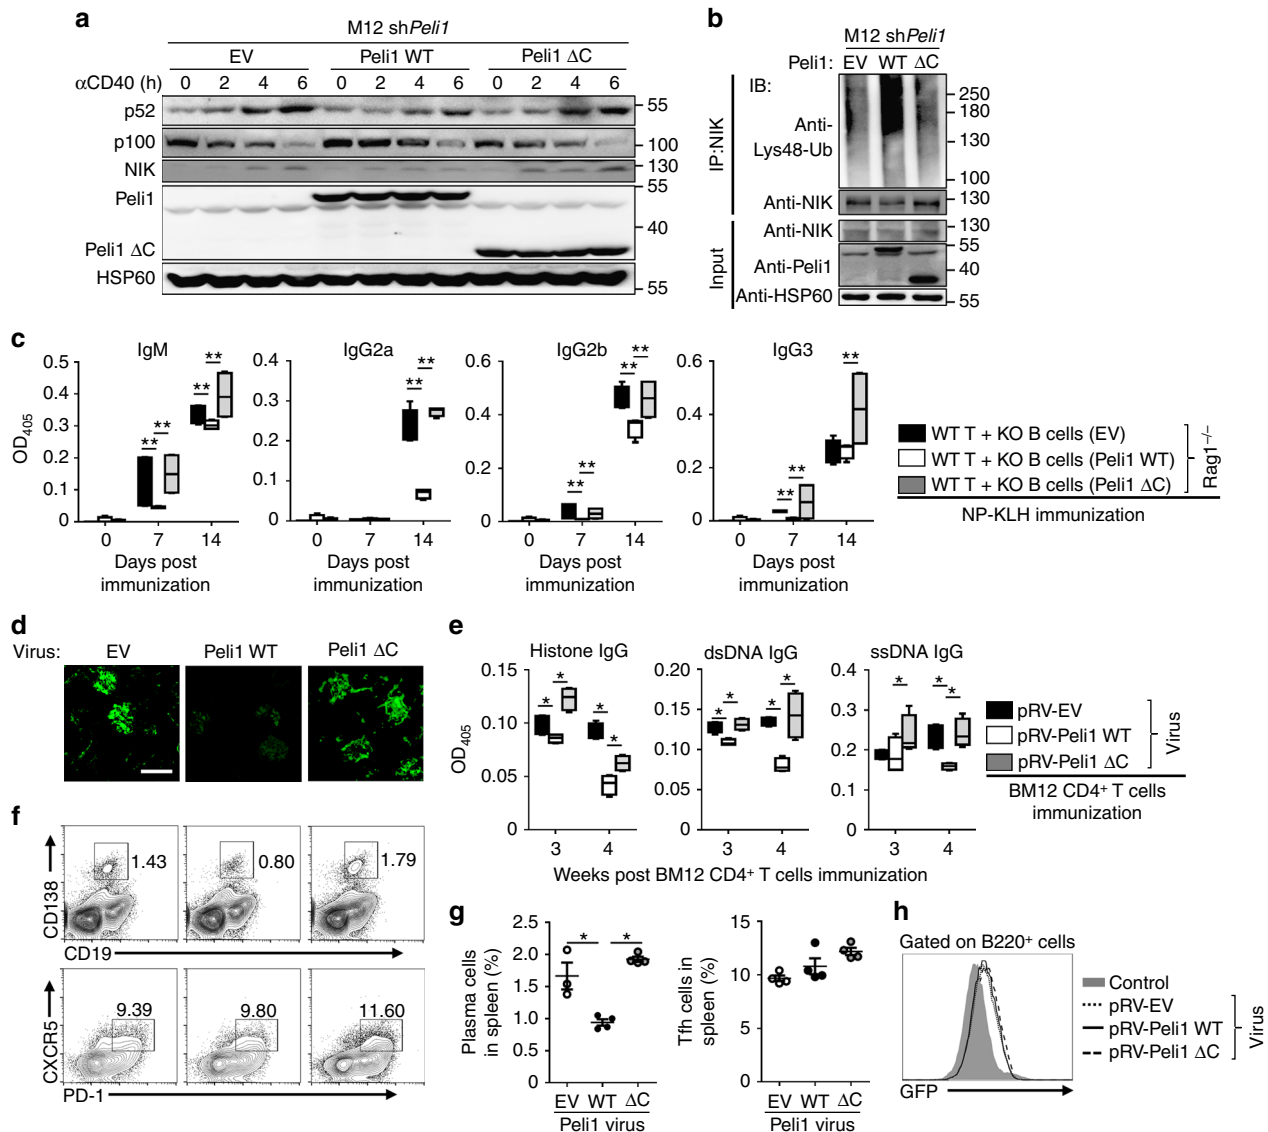 a
M12 shPeli1
EV Peli1 WT Peli1 ΔC
αCD40 (h) 0 2 4 6 0 2 4 6 0 2 4 6
p52 55
p100 100
NIK 130
Peli1 55
40
Peli1 ΔC
HSP60 55
b
M12 shPeli1
Peli1: EV WT ΔC
IP:NIK
IB:
Anti-Lys48-Ub
250
180
130
100
Anti-NIK 130
Input
Anti-NIK 130
55
Anti-Peli1 40
Anti-HSP60 55
c
OD405
IgM
0.5
0.4
0.3
0.2
0.1
0
** ** ** **
0 7 14
Days post
immunization
IgG2a
0.4
0.3
0.2
0.1
0
** **
0 7 14
Days post
immunization
IgG2b
0.6
0.4
0.2
0
** ** ** **
0 7 14
Days post
immunization
IgG3
0.6
0.4
0.2
0
** ** **
0 7 14
Days post
immunization
WT T + KO B cells (EV)
WT T + KO B cells (Peli1 WT)
WT T + KO B cells (Peli1 ΔC)
Rag1−/−
NP-KLH immunization
d
Virus: EV Peli1 WT Peli1 ΔC
e
OD405
Histone IgG
0.15
0.10
0.05
0
* * * *
3 4
dsDNA IgG
0.20
0.15
0.10
0.05
0
* * * *
3 4
ssDNA IgG
0.4
0.3
0.2
0.1
0
* * *
3 4
Weeks post BM12 CD4+ T cells immunization
pRV-EV
pRV-Peli1 WT
pRV-Peli1 ΔC
Virus
BM12 CD4+ T cells
immunization
f
CD138
1.43 0.80 1.79
CD19
CXCR5
9.39 9.80 11.60
PD-1
g
Plasma cells
in spleen (%)
2.5
2.0
1.5
1.0
0.5
0.0
* *
EV WT ΔC
Peli1 virus
Tfh cells in
spleen (%)
15
10
5
0
EV WT ΔC
Peli1 virus
h
Gated on B220+ cells
GFP
Control
pRV-EV
pRV-Peli1 WT
pRV-Peli1 ΔC
Virus